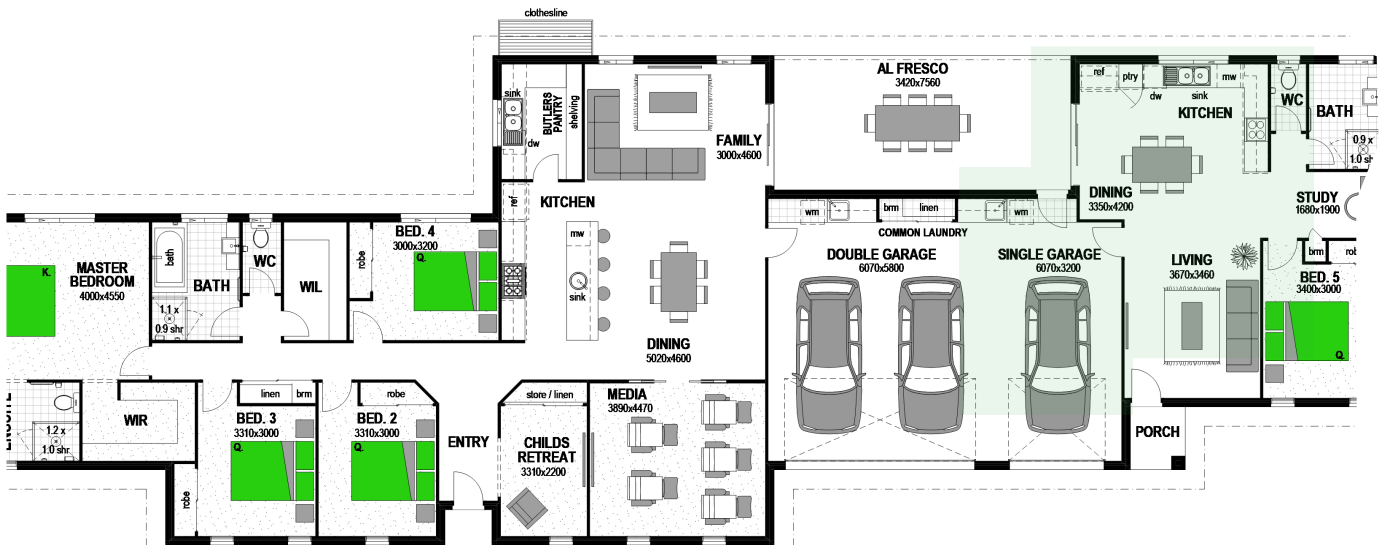 clothesline
sink
BUTLERS
PANTRY
shelving
dw
FAMILY
3000x4600
AL FRESCO
3420x7560
ref
ptry
dw
sink
mw
KITCHEN
WC
BATH
0.9 x
1.0 shr
DINING
3350x4200
STUDY
1680x1900
ref
KITCHEN
mw
sink
DINING
5020x4600
wm
brm
linen
wm
COMMON LAUNDRY
DOUBLE GARAGE
6070x5800
SINGLE GARAGE
6070x3200
LIVING
3670x3460
brm
BED. 5
3400x3000
Q.
PORCH
K.
MASTER
BEDROOM
4000x4550
bath
BATH
1.1 x
0.9 shr
WC
WIL
robe
BED. 4
3000x3200
Q.
1.2 x
1.0 shr
WIR
linen
brm
BED. 3
3310x3000
Q.
robe
robe
BED. 2
3310x3000
Q.
ENTRY
store / linen
CHILDS
RETREAT
3310x2200
MEDIA
3890x4470